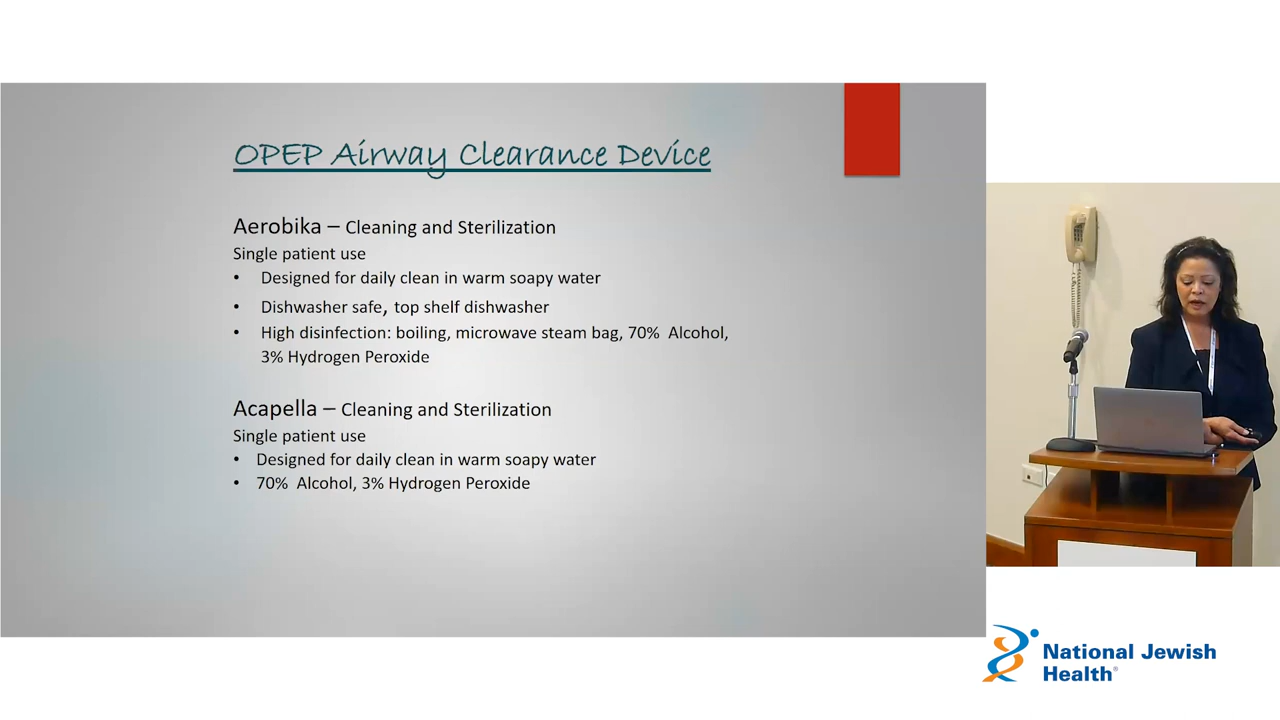 OPEP Airway Clearance Device
Aerobika – Cleaning and Sterilization
Single patient use
• Designed for daily clean in warm soapy water
• Dishwasher safe, top shelf dishwasher
• High disinfection: boiling, microwave steam bag, 70% Alcohol,
3% Hydrogen Peroxide
Acapella – Cleaning and Sterilization
Single patient use
• Designed for daily clean in warm soapy water
• 70% Alcohol, 3% Hydrogen Peroxide
National Jewish
Health®